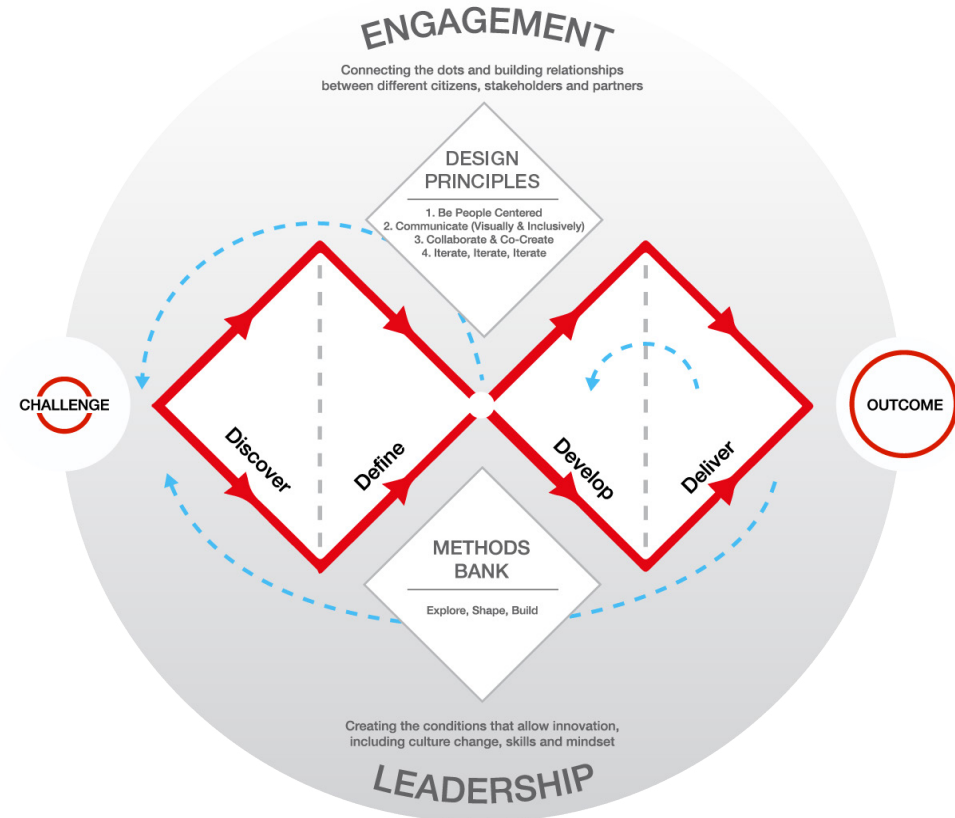 ENGAGEMENT
Connecting the dots and building relationships
between different citizens, stakeholders and partners
DESIGN
PRINCIPLES
1. Be People Centered
2. Communicate (Visually & Inclusively)
3. Collaborate & Co-Create
4. Iterate, Iterate, Iterate
CHALLENGE
OUTCOME
Discover
Define
Develop
Deliver
METHODS
BANK
Explore, Shape, Build
Creating the conditions that allow innovation,
including culture change, skills and mindset
LEADERSHIP